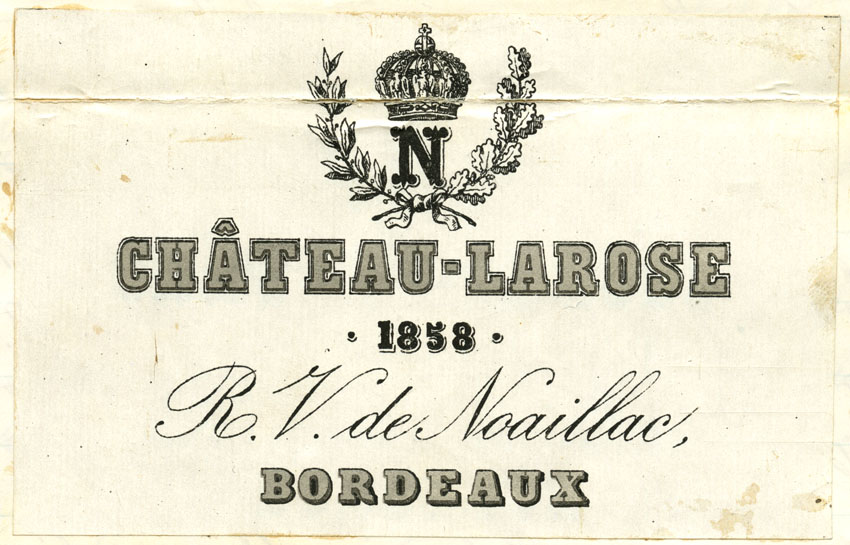 N
CHÂTEAU-LAROSE
· 1858 ·
R. V. de Noaillac,
BORDEAUX